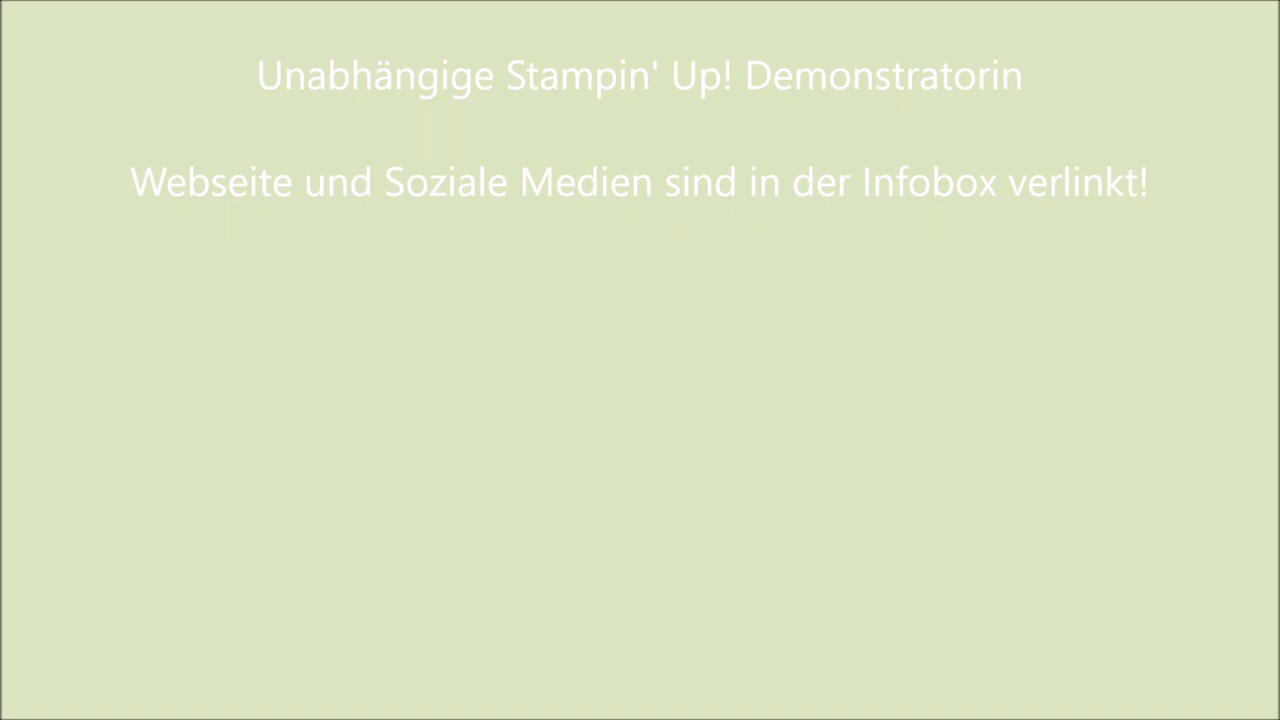 Unabhängige Stampin' Up! Demonstratorin
Webseite und Soziale Medien sind in der Infobox verlinkt!